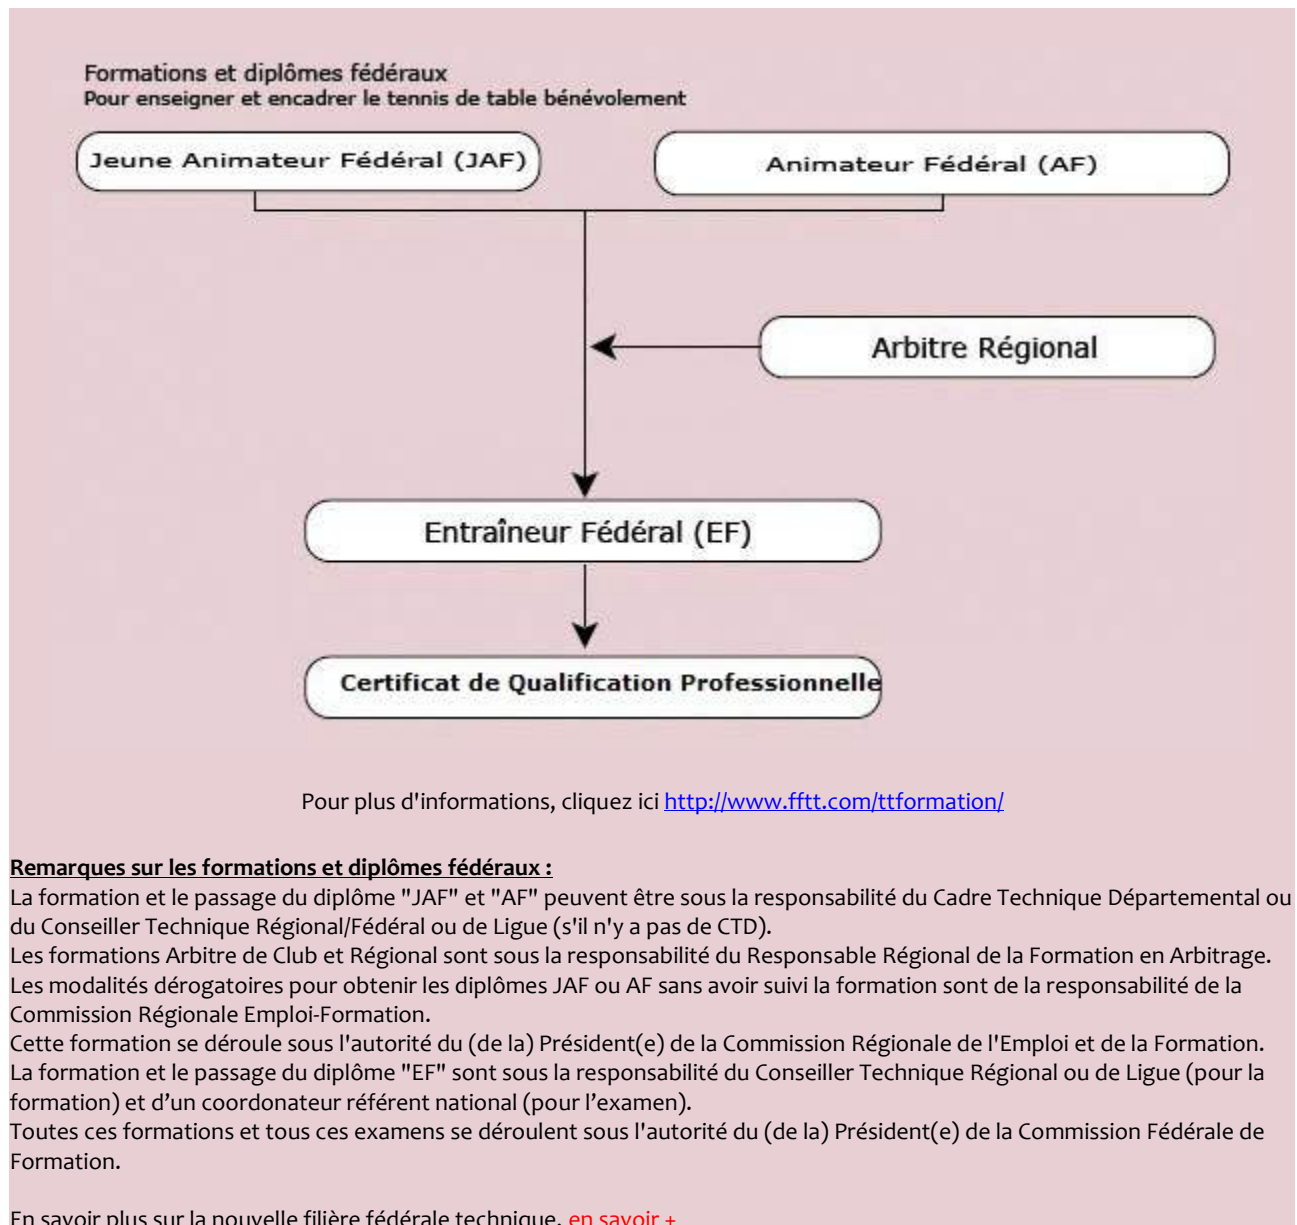 Formations et diplômes fédéraux
Pour enseigner et encadrer le tennis de table bénévolement
Jeune Animateur Fédéral (JAF)
Animateur Fédéral (AF)
Arbitre Régional
Entraîneur Fédéral (EF)
Certificat de Qualification Professionnelle
Pour plus d'informations, cliquez ici http://www.fftt.com/ttformation/
Remarques sur les formations et diplômes fédéraux :
La formation et le passage du diplôme "JAF" et "AF" peuvent être sous la responsabilité du Cadre Technique Départemental ou
du Conseiller Technique Régional/Fédéral ou de Ligue (s'il n'y a pas de CTD).
Les formations Arbitre de Club et Régional sont sous la responsabilité du Responsable Régional de la Formation en Arbitrage.
Les modalités dérogatoires pour obtenir les diplômes JAF ou AF sans avoir suivi la formation sont de la responsabilité de la
Commission Régionale Emploi-Formation.
Cette formation se déroule sous l'autorité du (de la) Président(e) de la Commission Régionale de l'Emploi et de la Formation.
La formation et le passage du diplôme "EF" sont sous la responsabilité du Conseiller Technique Régional ou de Ligue (pour la
formation) et d’un coordonateur référent national (pour l’examen).
Toutes ces formations et tous ces examens se déroulent sous l'autorité du (de la) Président(e) de la Commission Fédérale de
Formation.
En savoir plus sur la nouvelle filière fédérale technique, en savoir +